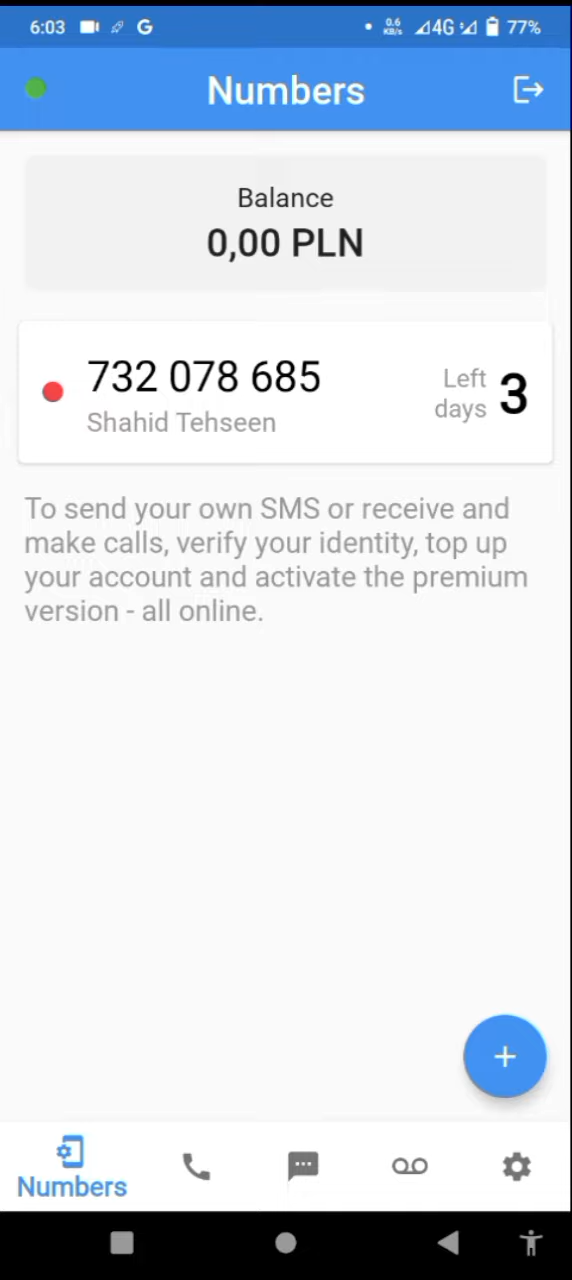 6:03 G 0.6 KB/s 4G 77%
Numbers
Balance
0,00 PLN
732 078 685
Shahid Tehseen
Left
days 3
To send your own SMS or receive and
make calls, verify your identity, top up
your account and activate the premium
version - all online.
+
Numbers